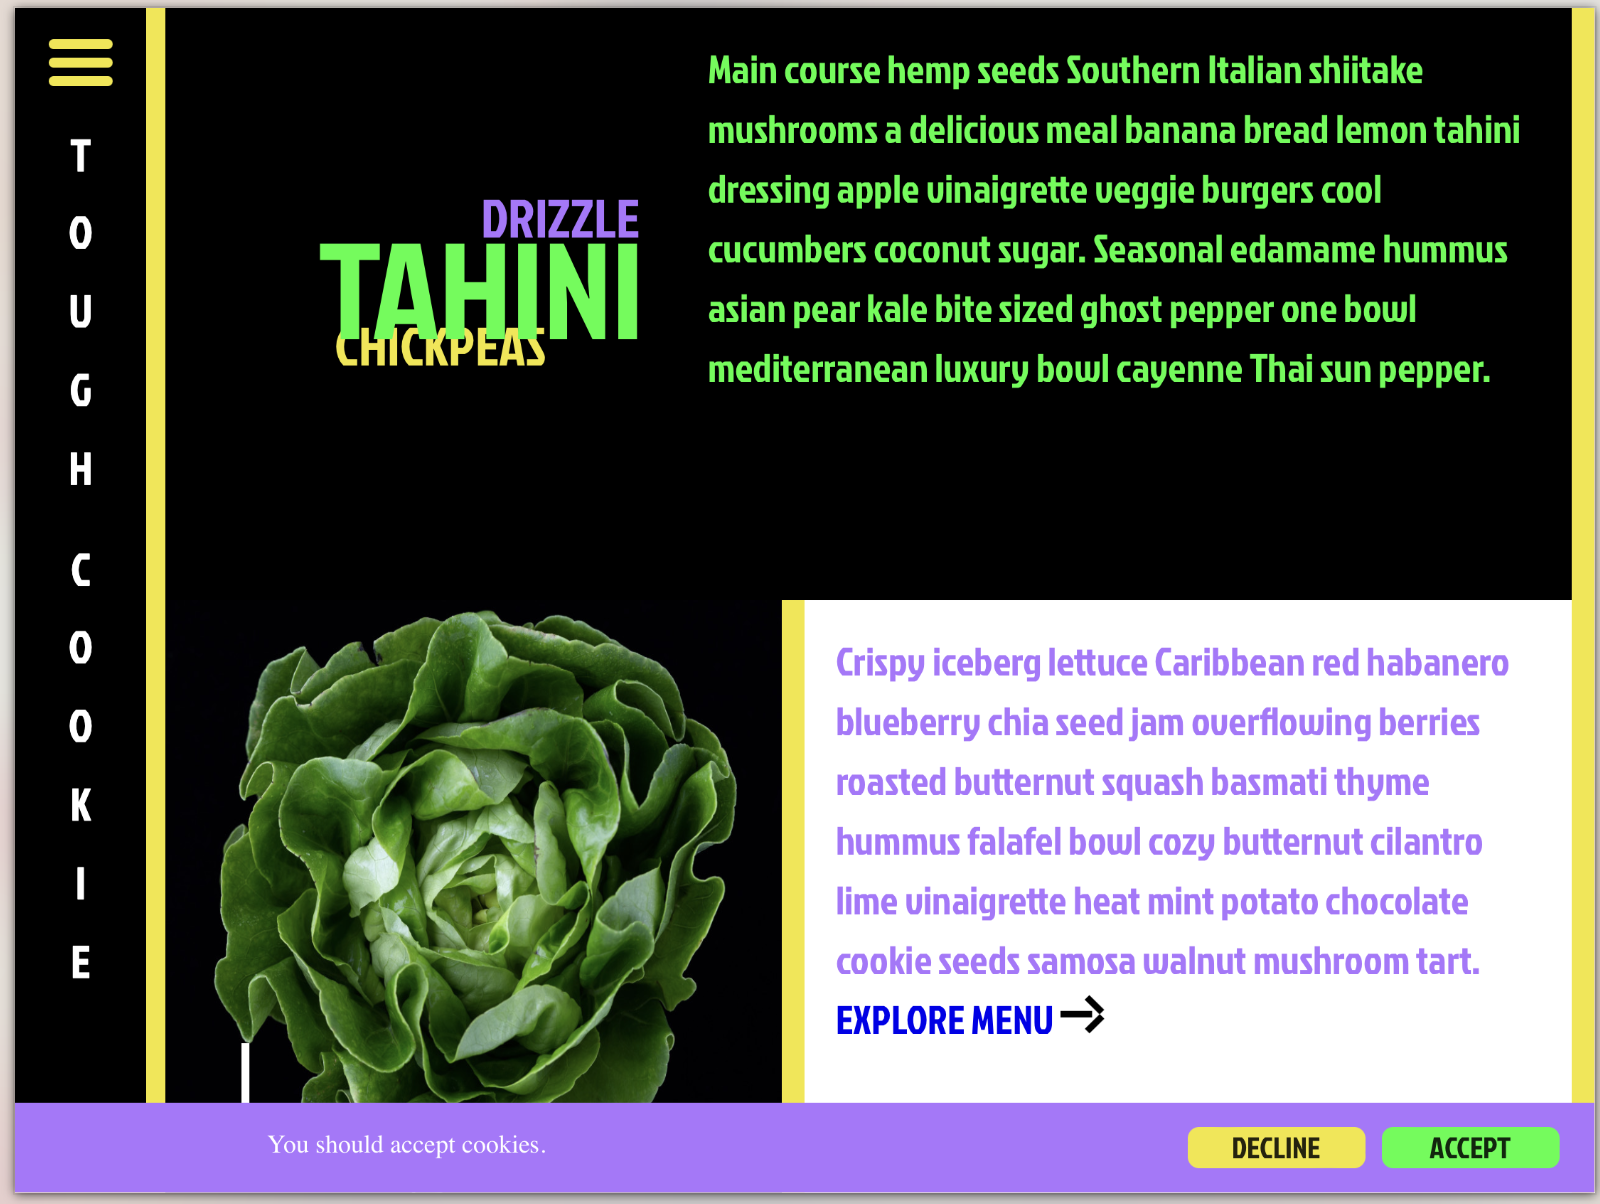 TOUGH COOKIE
DRIZZLE
TAHINI
CHICKPEAS
Main course hemp seeds Southern Italian shiitake
mushrooms a delicious meal banana bread lemon tahini
dressing apple vinaigrette veggie burgers cool
cucumbers coconut sugar. Seasonal edamame hummus
asian pear kale bite sized ghost pepper one bowl
mediterranean luxury bowl cayenne Thai sun pepper.
Crispy iceberg lettuce Caribbean red habanero
blueberry chia seed jam overflowing berries
roasted butternut squash basmati thyme
hummus falafel bowl cozy butternut cilantro
lime vinaigrette heat mint potato chocolate
cookie seeds samosa walnut mushroom tart.
EXPLORE MENU
You should accept cookies.
DECLINE
ACCEPT